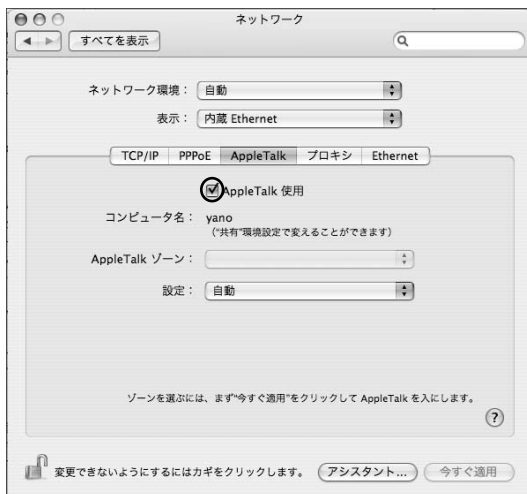 ネットワーク
すべてを表示
ネットワーク環境： 自動
表示： 内蔵 Ethernet
TCP/IP PPPoE AppleTalk プロキシ Ethernet
AppleTalk 使用
コンピュータ名： yano
（“共有”環境設定で変えることができます）
AppleTalk ゾーン：
設定： 自動
ゾーンを選ぶには、まず“今すぐ適用”をクリックして AppleTalk を入にします。
?
変更できないようにするにはカギをクリックします。 アシスタント... 今すぐ適用